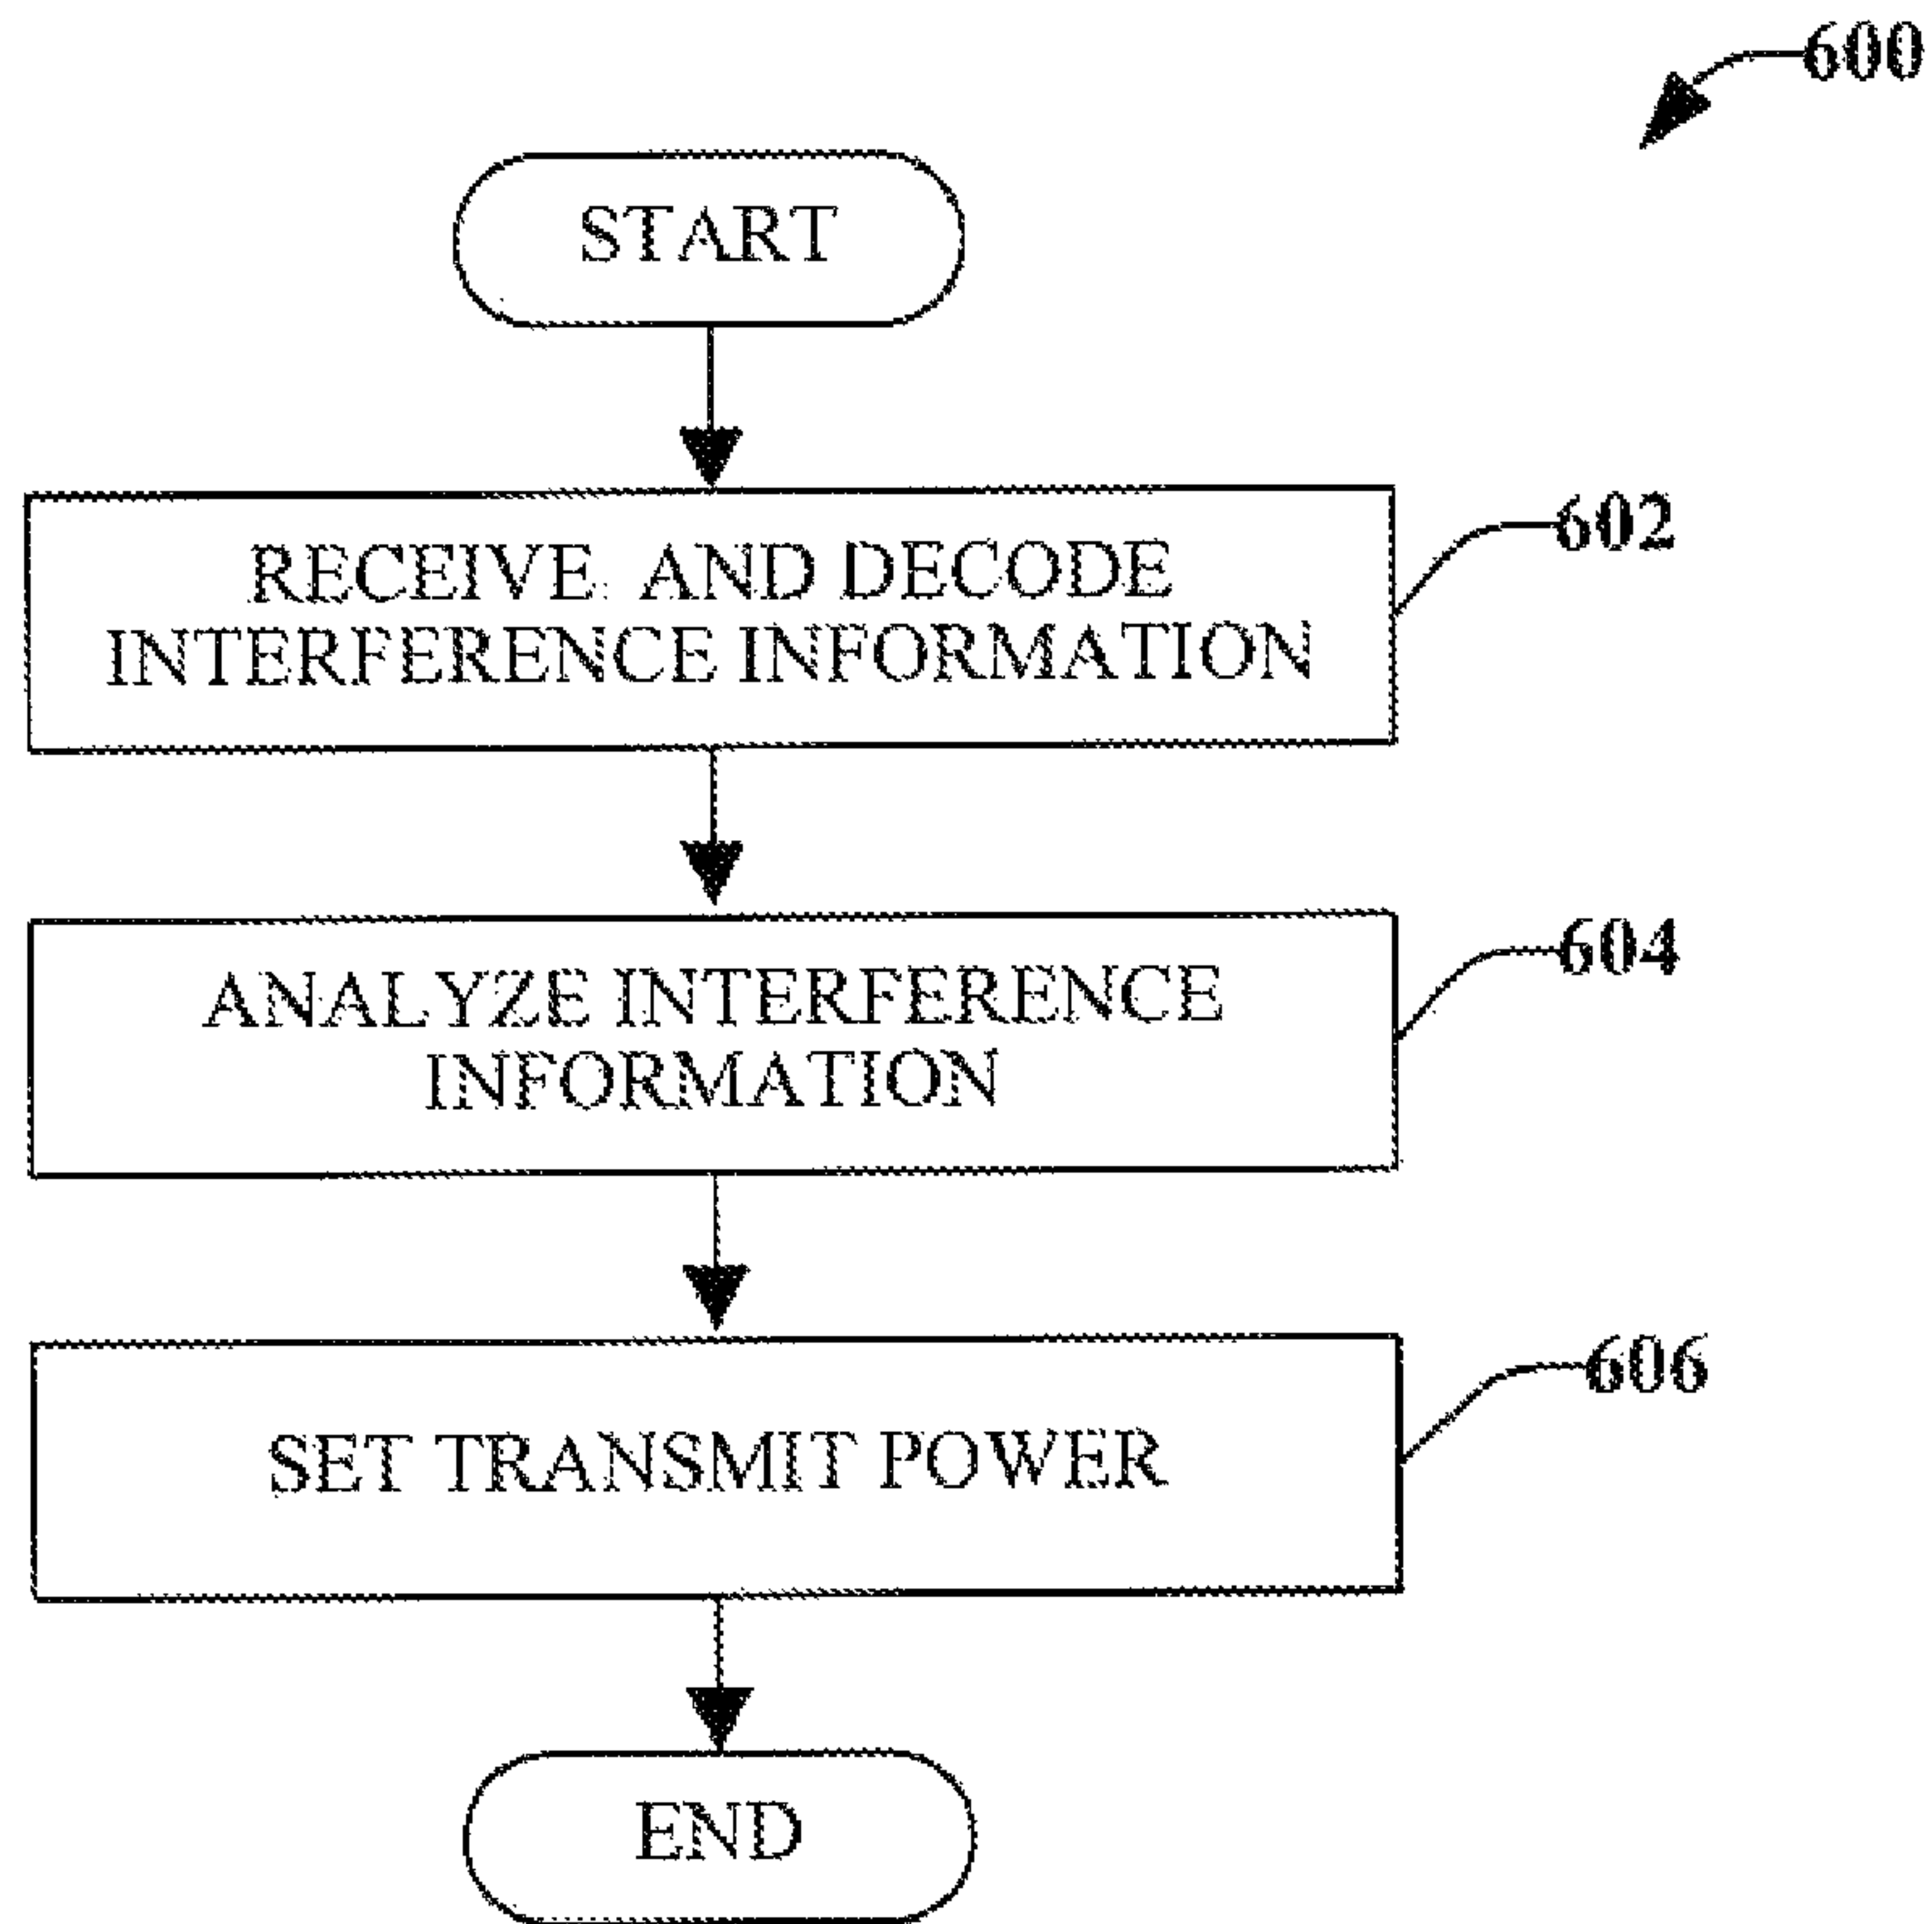 600
START
RECEIVE AND DECODE
INTERFERENCE INFORMATION
602
ANALYZE INTERFERENCE
INFORMATION
604
SET TRANSMIT POWER
606
END